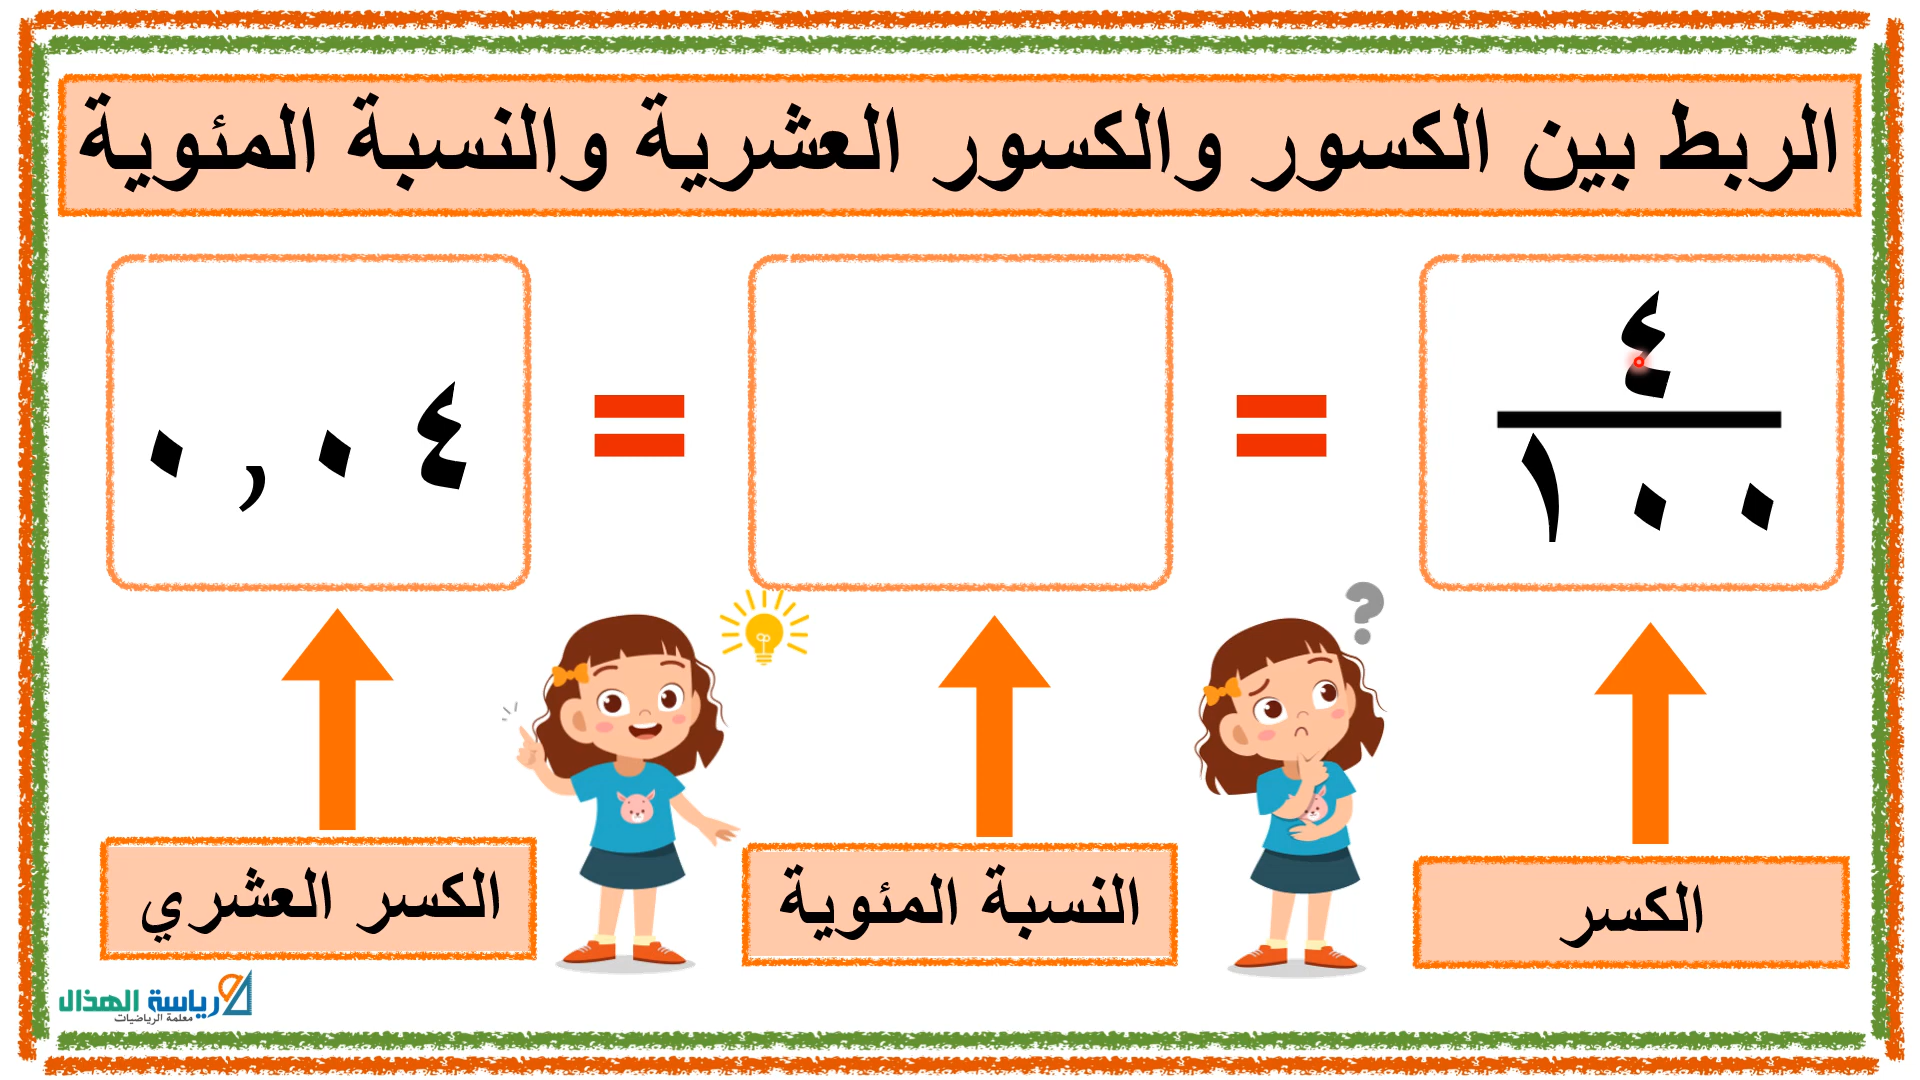 الربط بين الكسور والكسور العشرية والنسبة المئوية
٤
١٠٠
=
=
٠٫٠٤
?
الكسر
النسبة المئوية
الكسر العشري
رياسة الهذال
معلمة الرياضيات